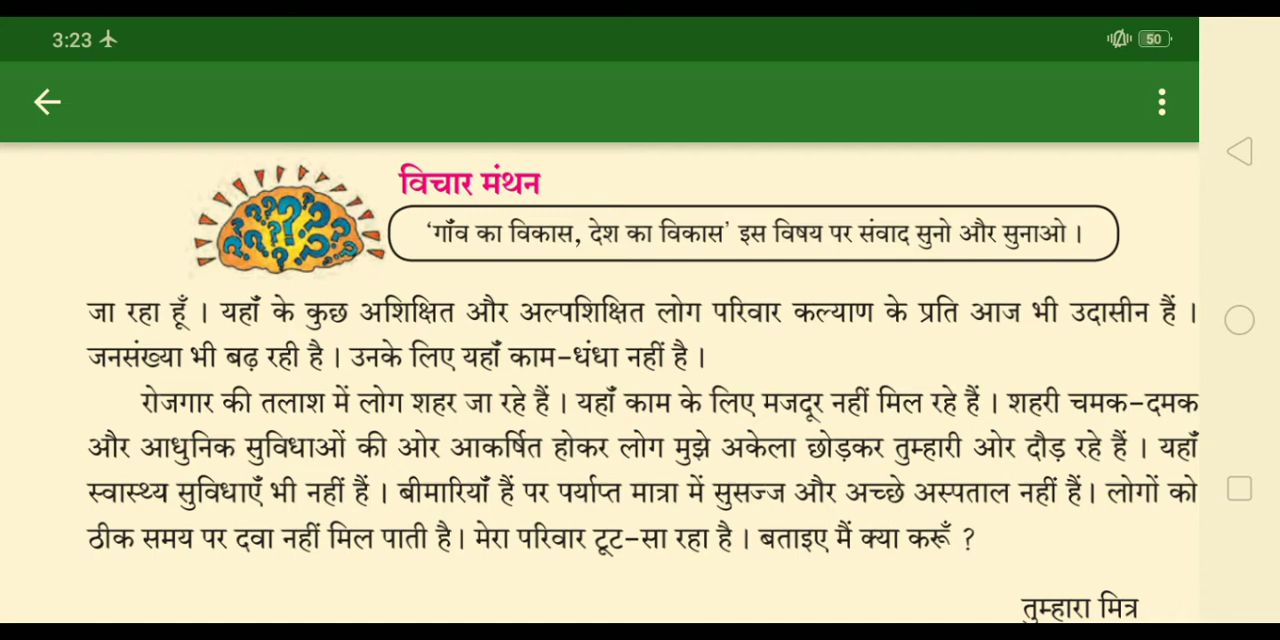 3:23
50
विचार मंथन
‘गाँव का विकास, देश का विकास’ इस विषय पर संवाद सुनो और सुनाओ ।
जा रहा हूँ । यहाँ के कुछ अशिक्षित और अल्पशिक्षित लोग परिवार कल्याण के प्रति आज भी उदासीन हैं ।
जनसंख्या भी बढ़ रही है । उनके लिए यहाँ काम-धंधा नहीं है ।
रोजगार की तलाश में लोग शहर जा रहे हैं । यहाँ काम के लिए मजदूर नहीं मिल रहे हैं । शहरी चमक-दमक
और आधुनिक सुविधाओं की ओर आकर्षित होकर लोग मुझे अकेला छोड़कर तुम्हारी ओर दौड़ रहे हैं । यहाँ
स्वास्थ्य सुविधाएँ भी नहीं हैं । बीमारियाँ हैं पर पर्याप्त मात्रा में सुसज्ज और अच्छे अस्पताल नहीं हैं । लोगों को
ठीक समय पर दवा नहीं मिल पाती है । मेरा परिवार टूट-सा रहा है । बताइए मैं क्या करूँ ?
तुम्हारा मित्र